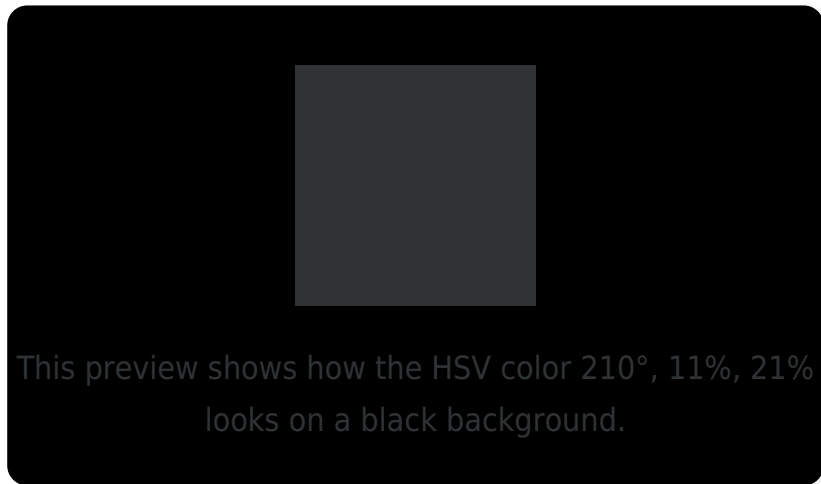 This preview shows how the HSV color 210°, 11%, 21%
looks on a black background.